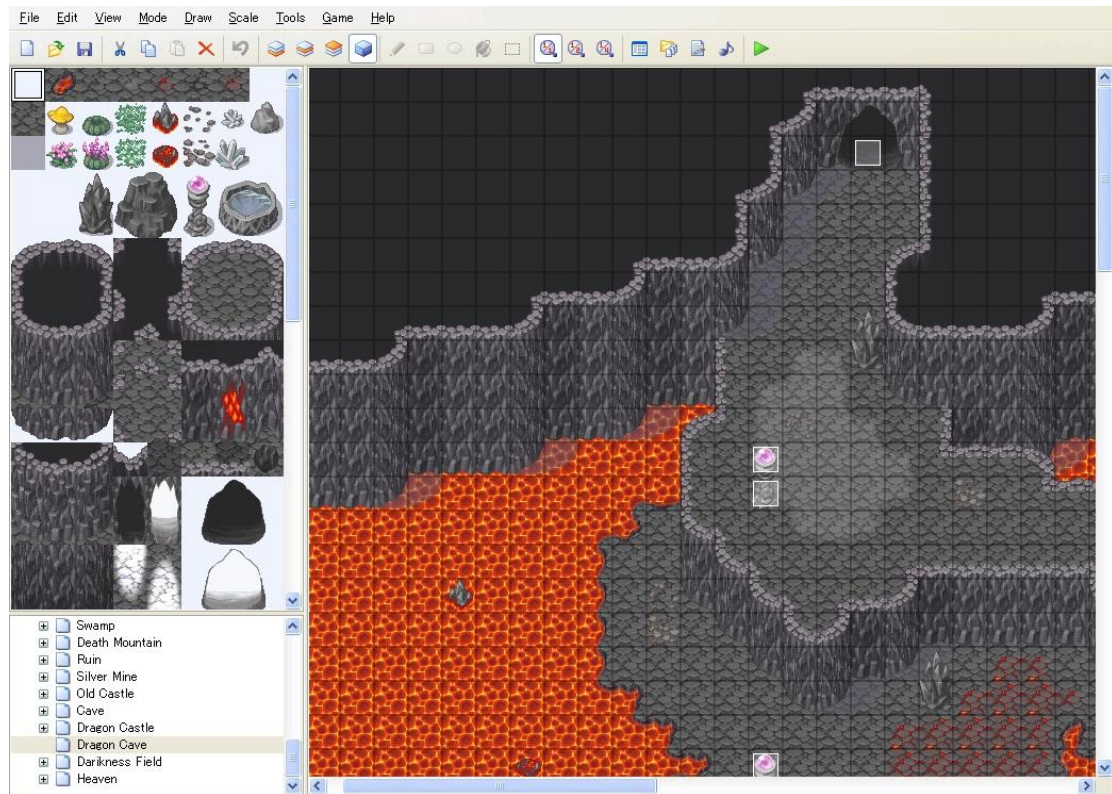 File Edit View Mode Draw Scale Tools Game Help
Swamp
Death Mountain
Ruin
Silver Mine
Old Castle
Cave
Dragon Castle
Dragon Cave
Darikness Field
Heaven